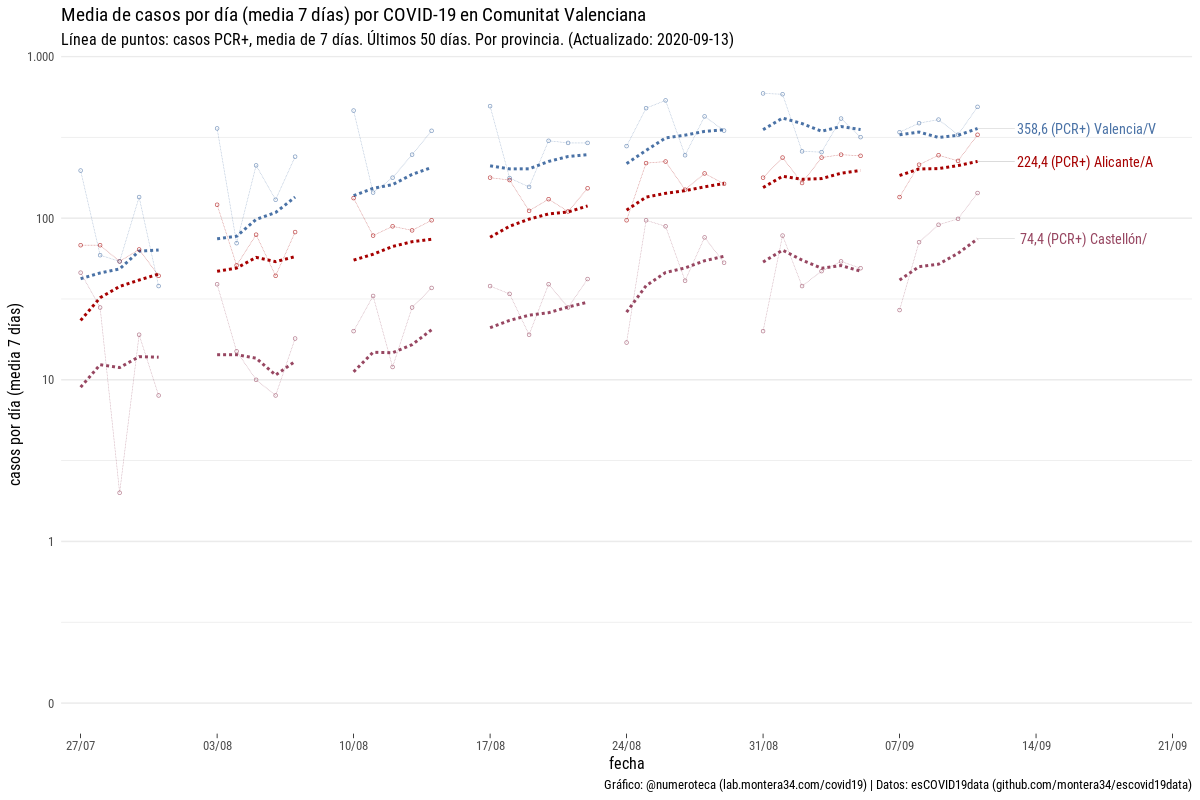 Media de casos por día (media 7 días) por COVID-19 en Comunitat Valenciana
Línea de puntos: casos PCR+, media de 7 días. Últimos 50 días. Por provincia. (Actualizado: 2020-09-13)
casos por día (media 7 días)
1.000
100
10
1
0
358,6 (PCR+) Valencia/V
224,4 (PCR+) Alicante/A
74,4 (PCR+) Castellón/
27/07
03/08
10/08
17/08
24/08
31/08
07/09
14/09
21/09
fecha
Gráfico: @numeroteca (lab.montera34.com/covid19) | Datos: esCOVID19data (github.com/montera34/escovid19data)